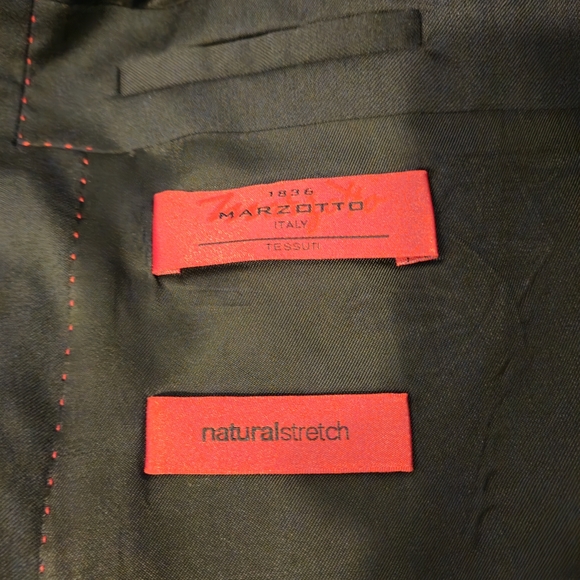 1836
MARZOTTO
ITALY
TESSUTI
naturalstretch